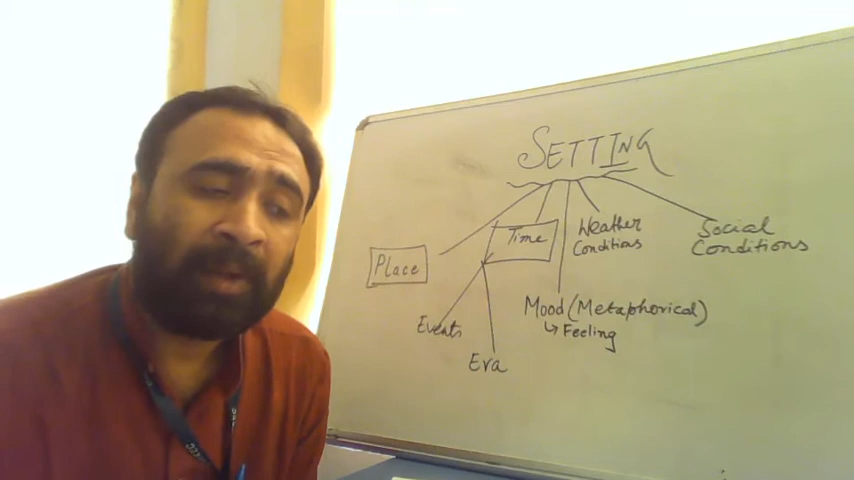 SETTING
Place
Time
Weather
Conditions
Social
Conditions
Events
Era
Mood (Metaphorical)
↳ Feeling